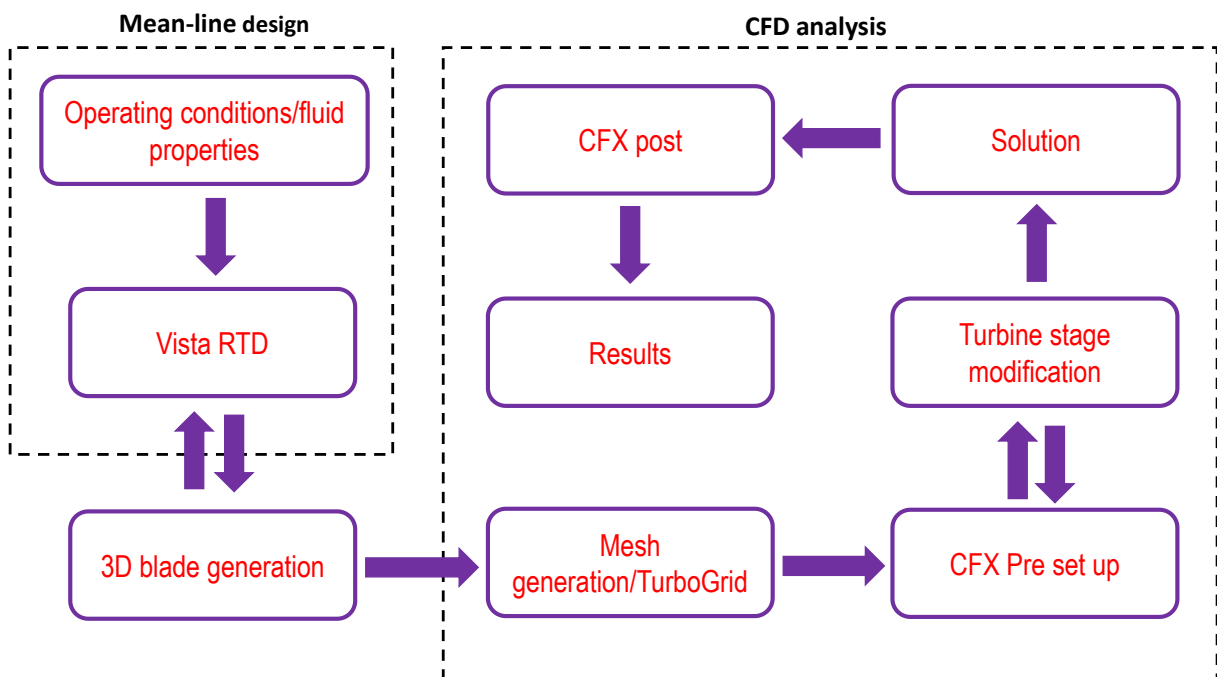 Mean-line design
CFD analysis
Operating conditions/fluid
properties
Vista RTD
3D blade generation
CFX post
Solution
Results
Turbine stage
modification
Mesh
generation/TurboGrid
CFX Pre set up